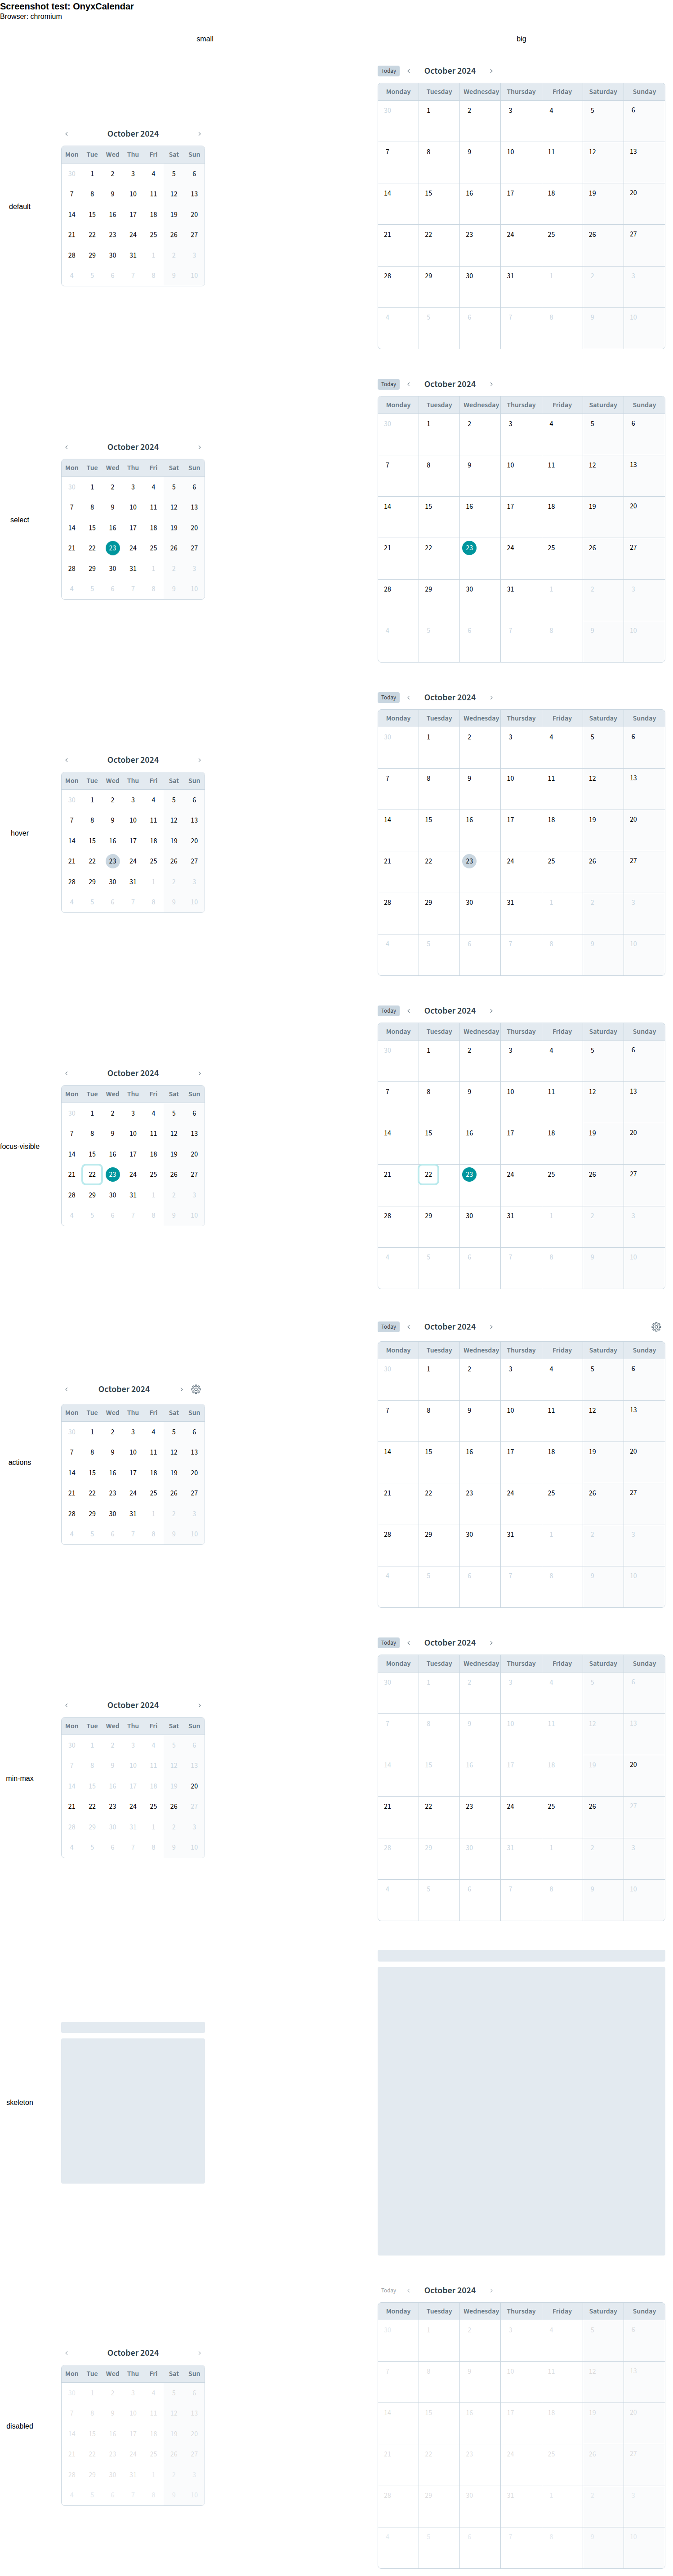 Screenshot test: OnyxCalendar
Browser: chromium
small
big
default
October 2024
Mon Tue Wed Thu Fri Sat Sun
30 1 2 3 4 5 6
7 8 9 10 11 12 13
14 15 16 17 18 19 20
21 22 23 24 25 26 27
28 29 30 31 1 2 3
4 5 6 7 8 9 10
Today October 2024
Monday Tuesday Wednesday Thursday Friday Saturday Sunday
30 1 2 3 4 5 6
7 8 9 10 11 12 13
14 15 16 17 18 19 20
21 22 23 24 25 26 27
28 29 30 31 1 2 3
4 5 6 7 8 9 10
select
October 2024
Mon Tue Wed Thu Fri Sat Sun
30 1 2 3 4 5 6
7 8 9 10 11 12 13
14 15 16 17 18 19 20
21 22 23 24 25 26 27
28 29 30 31 1 2 3
4 5 6 7 8 9 10
Today October 2024
Monday Tuesday Wednesday Thursday Friday Saturday Sunday
30 1 2 3 4 5 6
7 8 9 10 11 12 13
14 15 16 17 18 19 20
21 22 23 24 25 26 27
28 29 30 31 1 2 3
4 5 6 7 8 9 10
hover
October 2024
Mon Tue Wed Thu Fri Sat Sun
30 1 2 3 4 5 6
7 8 9 10 11 12 13
14 15 16 17 18 19 20
21 22 23 24 25 26 27
28 29 30 31 1 2 3
4 5 6 7 8 9 10
Today October 2024
Monday Tuesday Wednesday Thursday Friday Saturday Sunday
30 1 2 3 4 5 6
7 8 9 10 11 12 13
14 15 16 17 18 19 20
21 22 23 24 25 26 27
28 29 30 31 1 2 3
4 5 6 7 8 9 10
focus-visible
October 2024
Mon Tue Wed Thu Fri Sat Sun
30 1 2 3 4 5 6
7 8 9 10 11 12 13
14 15 16 17 18 19 20
21 22 23 24 25 26 27
28 29 30 31 1 2 3
4 5 6 7 8 9 10
Today October 2024
Monday Tuesday Wednesday Thursday Friday Saturday Sunday
30 1 2 3 4 5 6
7 8 9 10 11 12 13
14 15 16 17 18 19 20
21 22 23 24 25 26 27
28 29 30 31 1 2 3
4 5 6 7 8 9 10
actions
October 2024
Mon Tue Wed Thu Fri Sat Sun
30 1 2 3 4 5 6
7 8 9 10 11 12 13
14 15 16 17 18 19 20
21 22 23 24 25 26 27
28 29 30 31 1 2 3
4 5 6 7 8 9 10
Today October 2024
Monday Tuesday Wednesday Thursday Friday Saturday Sunday
30 1 2 3 4 5 6
7 8 9 10 11 12 13
14 15 16 17 18 19 20
21 22 23 24 25 26 27
28 29 30 31 1 2 3
4 5 6 7 8 9 10
min-max
October 2024
Mon Tue Wed Thu Fri Sat Sun
30 1 2 3 4 5 6
7 8 9 10 11 12 13
14 15 16 17 18 19 20
21 22 23 24 25 26 27
28 29 30 31 1 2 3
4 5 6 7 8 9 10
Today October 2024
Monday Tuesday Wednesday Thursday Friday Saturday Sunday
30 1 2 3 4 5 6
7 8 9 10 11 12 13
14 15 16 17 18 19 20
21 22 23 24 25 26 27
28 29 30 31 1 2 3
4 5 6 7 8 9 10
skeleton
disabled
October 2024
Mon Tue Wed Thu Fri Sat Sun
30 1 2 3 4 5 6
7 8 9 10 11 12 13
14 15 16 17 18 19 20
21 22 23 24 25 26 27
28 29 30 31 1 2 3
4 5 6 7 8 9 10
Today October 2024
Monday Tuesday Wednesday Thursday Friday Saturday Sunday
30 1 2 3 4 5 6
7 8 9 10 11 12 13
14 15 16 17 18 19 20
21 22 23 24 25 26 27
28 29 30 31 1 2 3
4 5 6 7 8 9 10